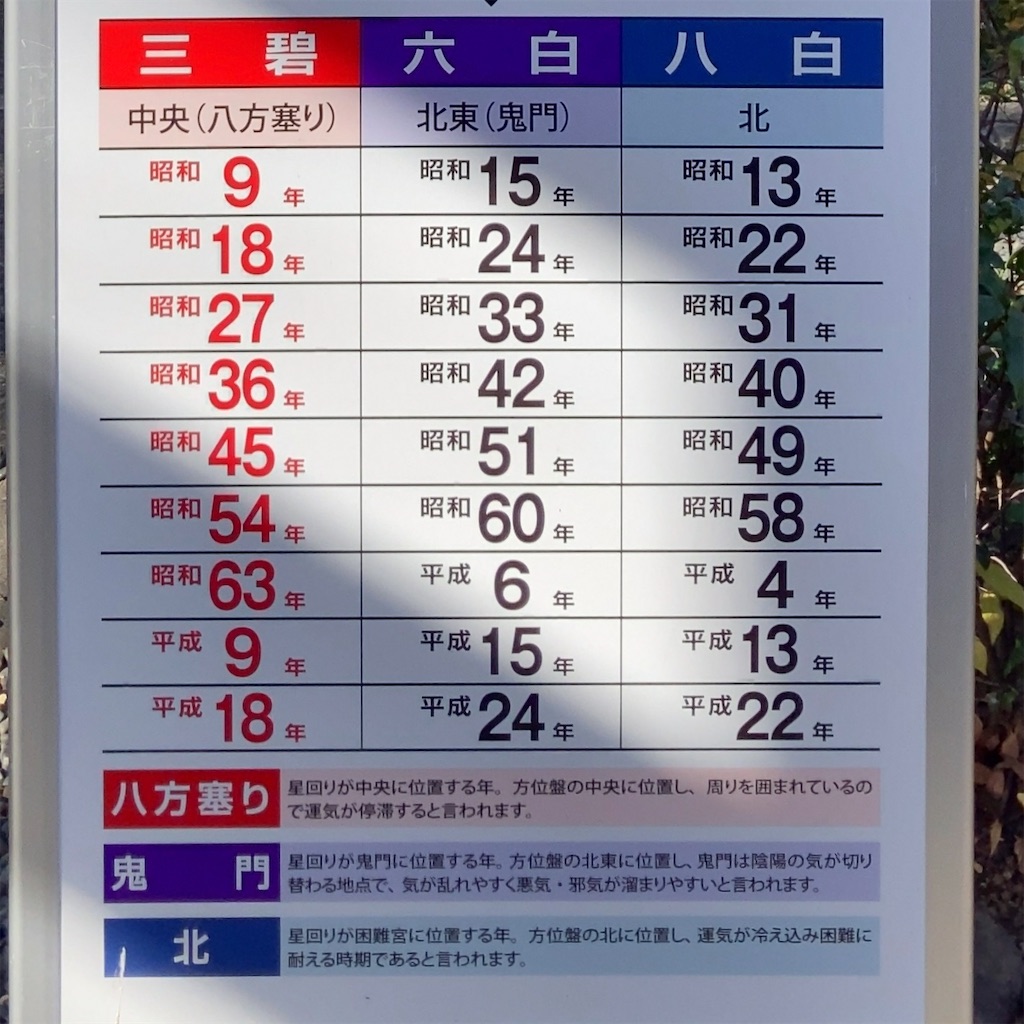 三碧 六白 八白
中央（八方塞り） 北東（鬼門） 北
昭和9年 昭和15年 昭和13年
昭和18年 昭和24年 昭和22年
昭和27年 昭和33年 昭和31年
昭和36年 昭和42年 昭和40年
昭和45年 昭和51年 昭和49年
昭和54年 昭和60年 昭和58年
昭和63年 平成6年 平成4年
平成9年 平成15年 平成13年
平成18年 平成24年 平成22年
八方塞り
星回りが中央に位置する年。方位盤の中央に位置し、周りを囲まれているの
で運気が停滞すると言われます。
鬼門
星回りが鬼門に位置する年。方位盤の北東に位置し、鬼門は陰陽の気が切り
替わる地点で、気が乱れやすく悪気・邪気が溜まりやすいと言われます。
北
星回りが困難宮に位置する年。方位盤の北に位置し、運気が冷え込み困難に
耐える時期であると言われます。